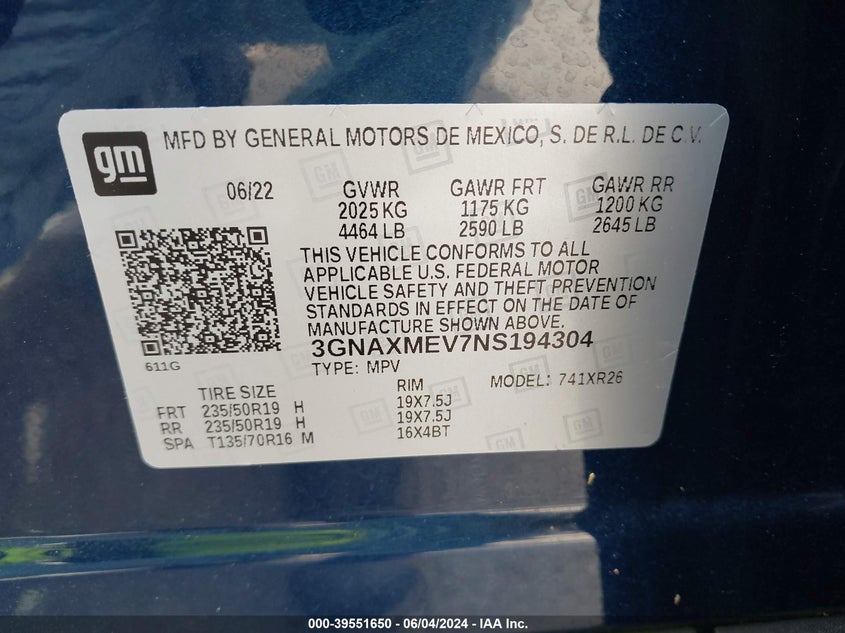 gm MFD BY GENERAL MOTORS DE MEXICO, S. DE R.L. DE C.V.
06/22 GVWR GAWR FRT GAWR RR
2025 KG 1175 KG 1200 KG
4464 LB 2590 LB 2645 LB
THIS VEHICLE CONFORMS TO ALL
APPLICABLE U.S. FEDERAL MOTOR
VEHICLE SAFETY AND THEFT PREVENTION
STANDARDS IN EFFECT ON THE DATE OF
MANUFACTURE SHOWN ABOVE.
3GNAXMEV7NS194304
611G TYPE: MPV MODEL: 741XR26
TIRE SIZE RIM
FRT 235/50R19 H 19X7.5J
RR 235/50R19 H 19X7.5J
SPA T135/70R16 M 16X4BT
000-39551650 - 06/04/2024 - IAA Inc.